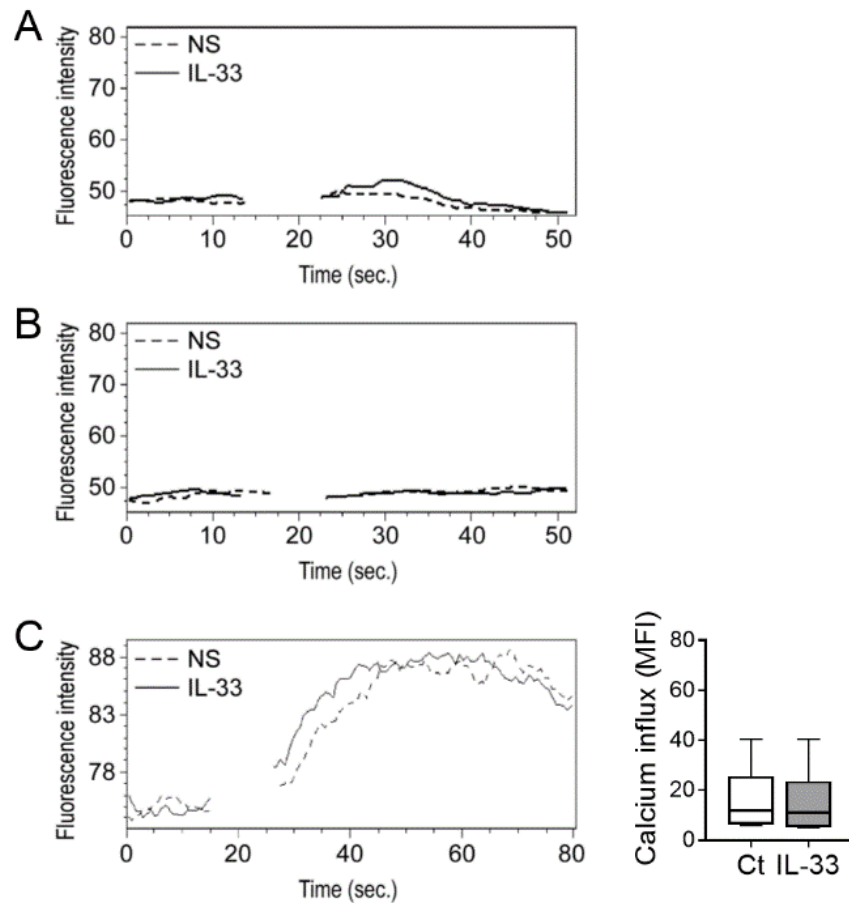 A
Fluorescence intensity
80
70
60
50
NS
IL-33
0 10 20 30 40 50
Time (sec.)
B
Fluorescence intensity
80
70
60
50
NS
IL-33
0 10 20 30 40 50
Time (sec.)
C
Fluorescence intensity
88
83
78
NS
IL-33
0 20 40 60 80
Time (sec.)
Calcium influx (MFI)
80
60
40
20
0
Ct IL-33